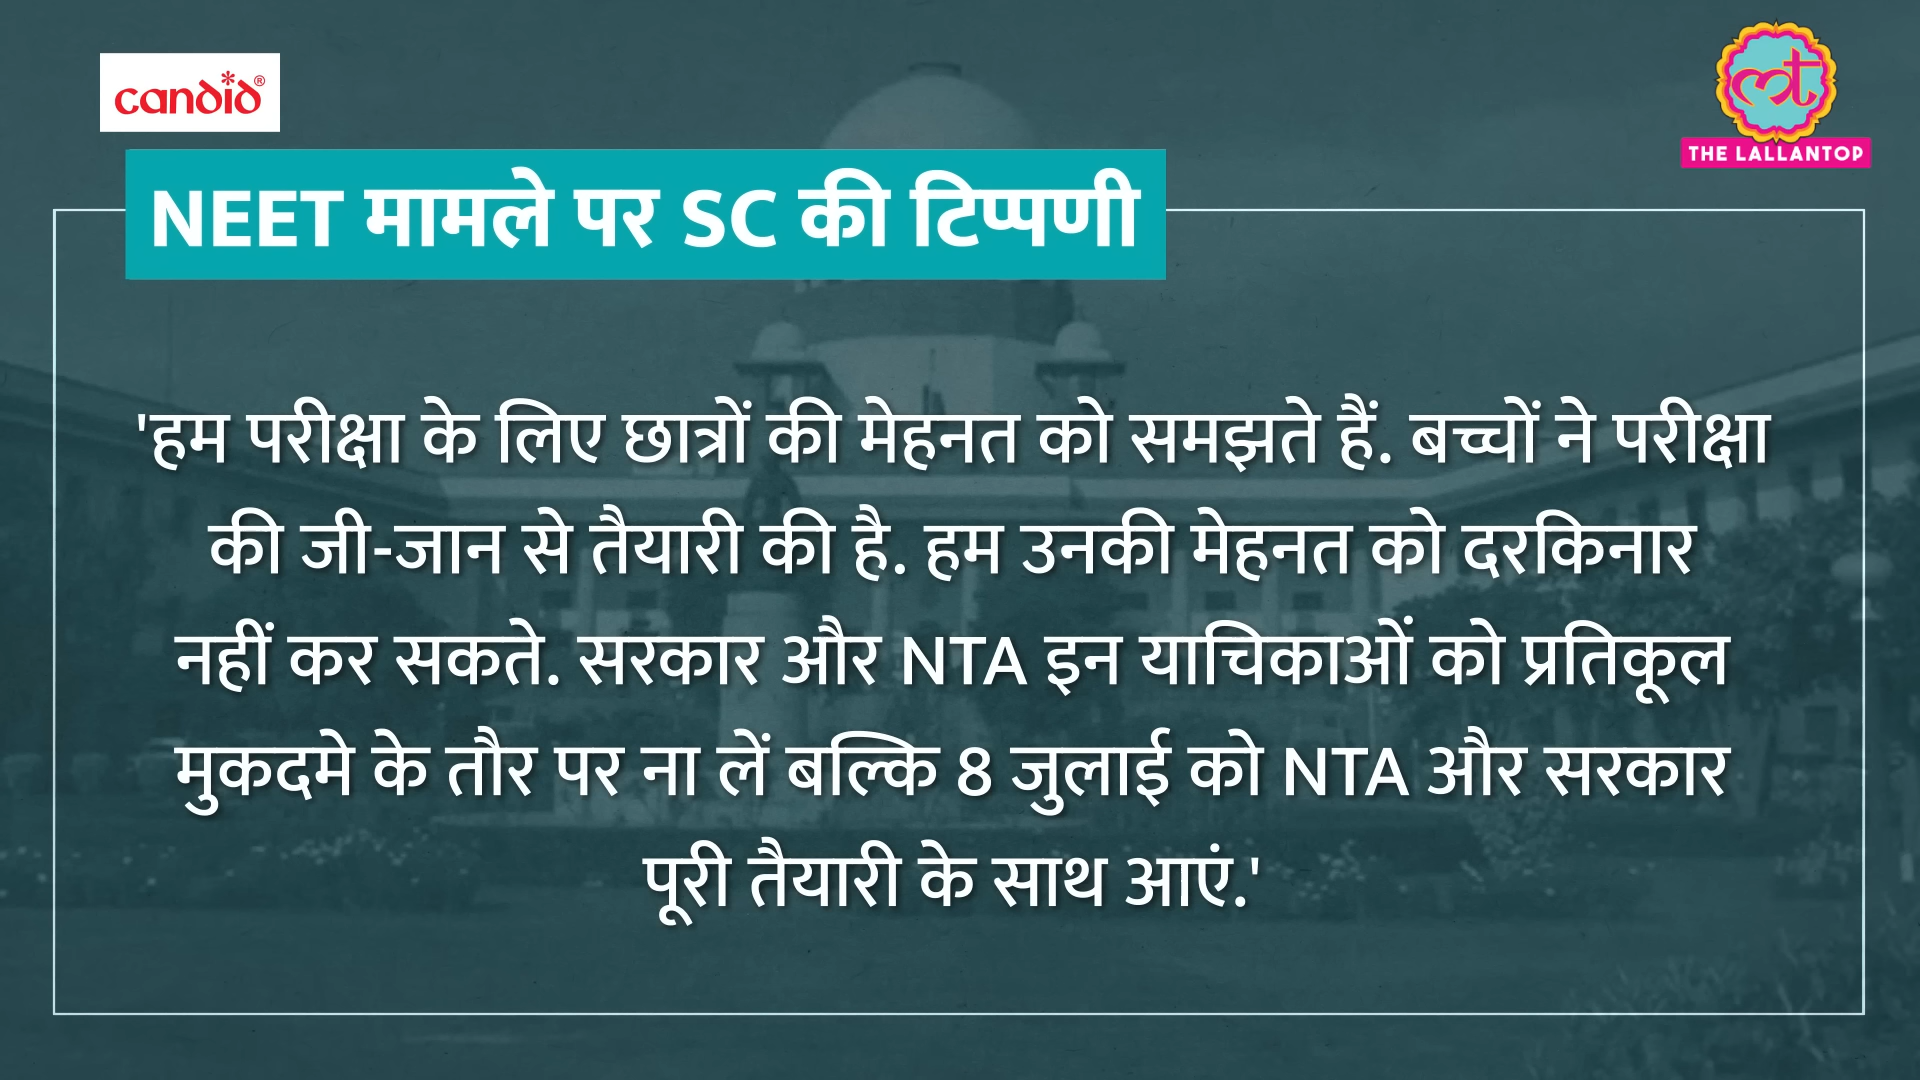 candid®
लT
THE LALLANTOP
NEET मामले पर SC की टिप्पणी
'हम परीक्षा के लिए छात्रों की मेहनत को समझते हैं. बच्चों ने परीक्षा
की जी-जान से तैयारी की है. हम उनकी मेहनत को दरकिनार
नहीं कर सकते. सरकार और NTA इन याचिकाओं को प्रतिकूल
मुकदमे के तौर पर ना लें बल्कि 8 जुलाई को NTA और सरकार
पूरी तैयारी के साथ आएं.'